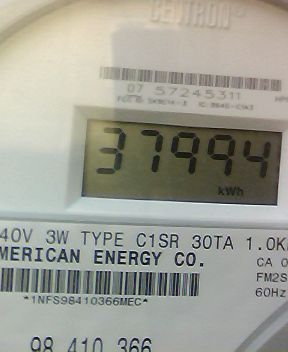 CENTRON®
07 57245311
37994
kWh
40V 3W TYPE C1SR 30TA 1.0K
MERICAN ENERGY CO.
CA 0
FM2S
60Hz
*1NFS98410366MEC*
98 410 366